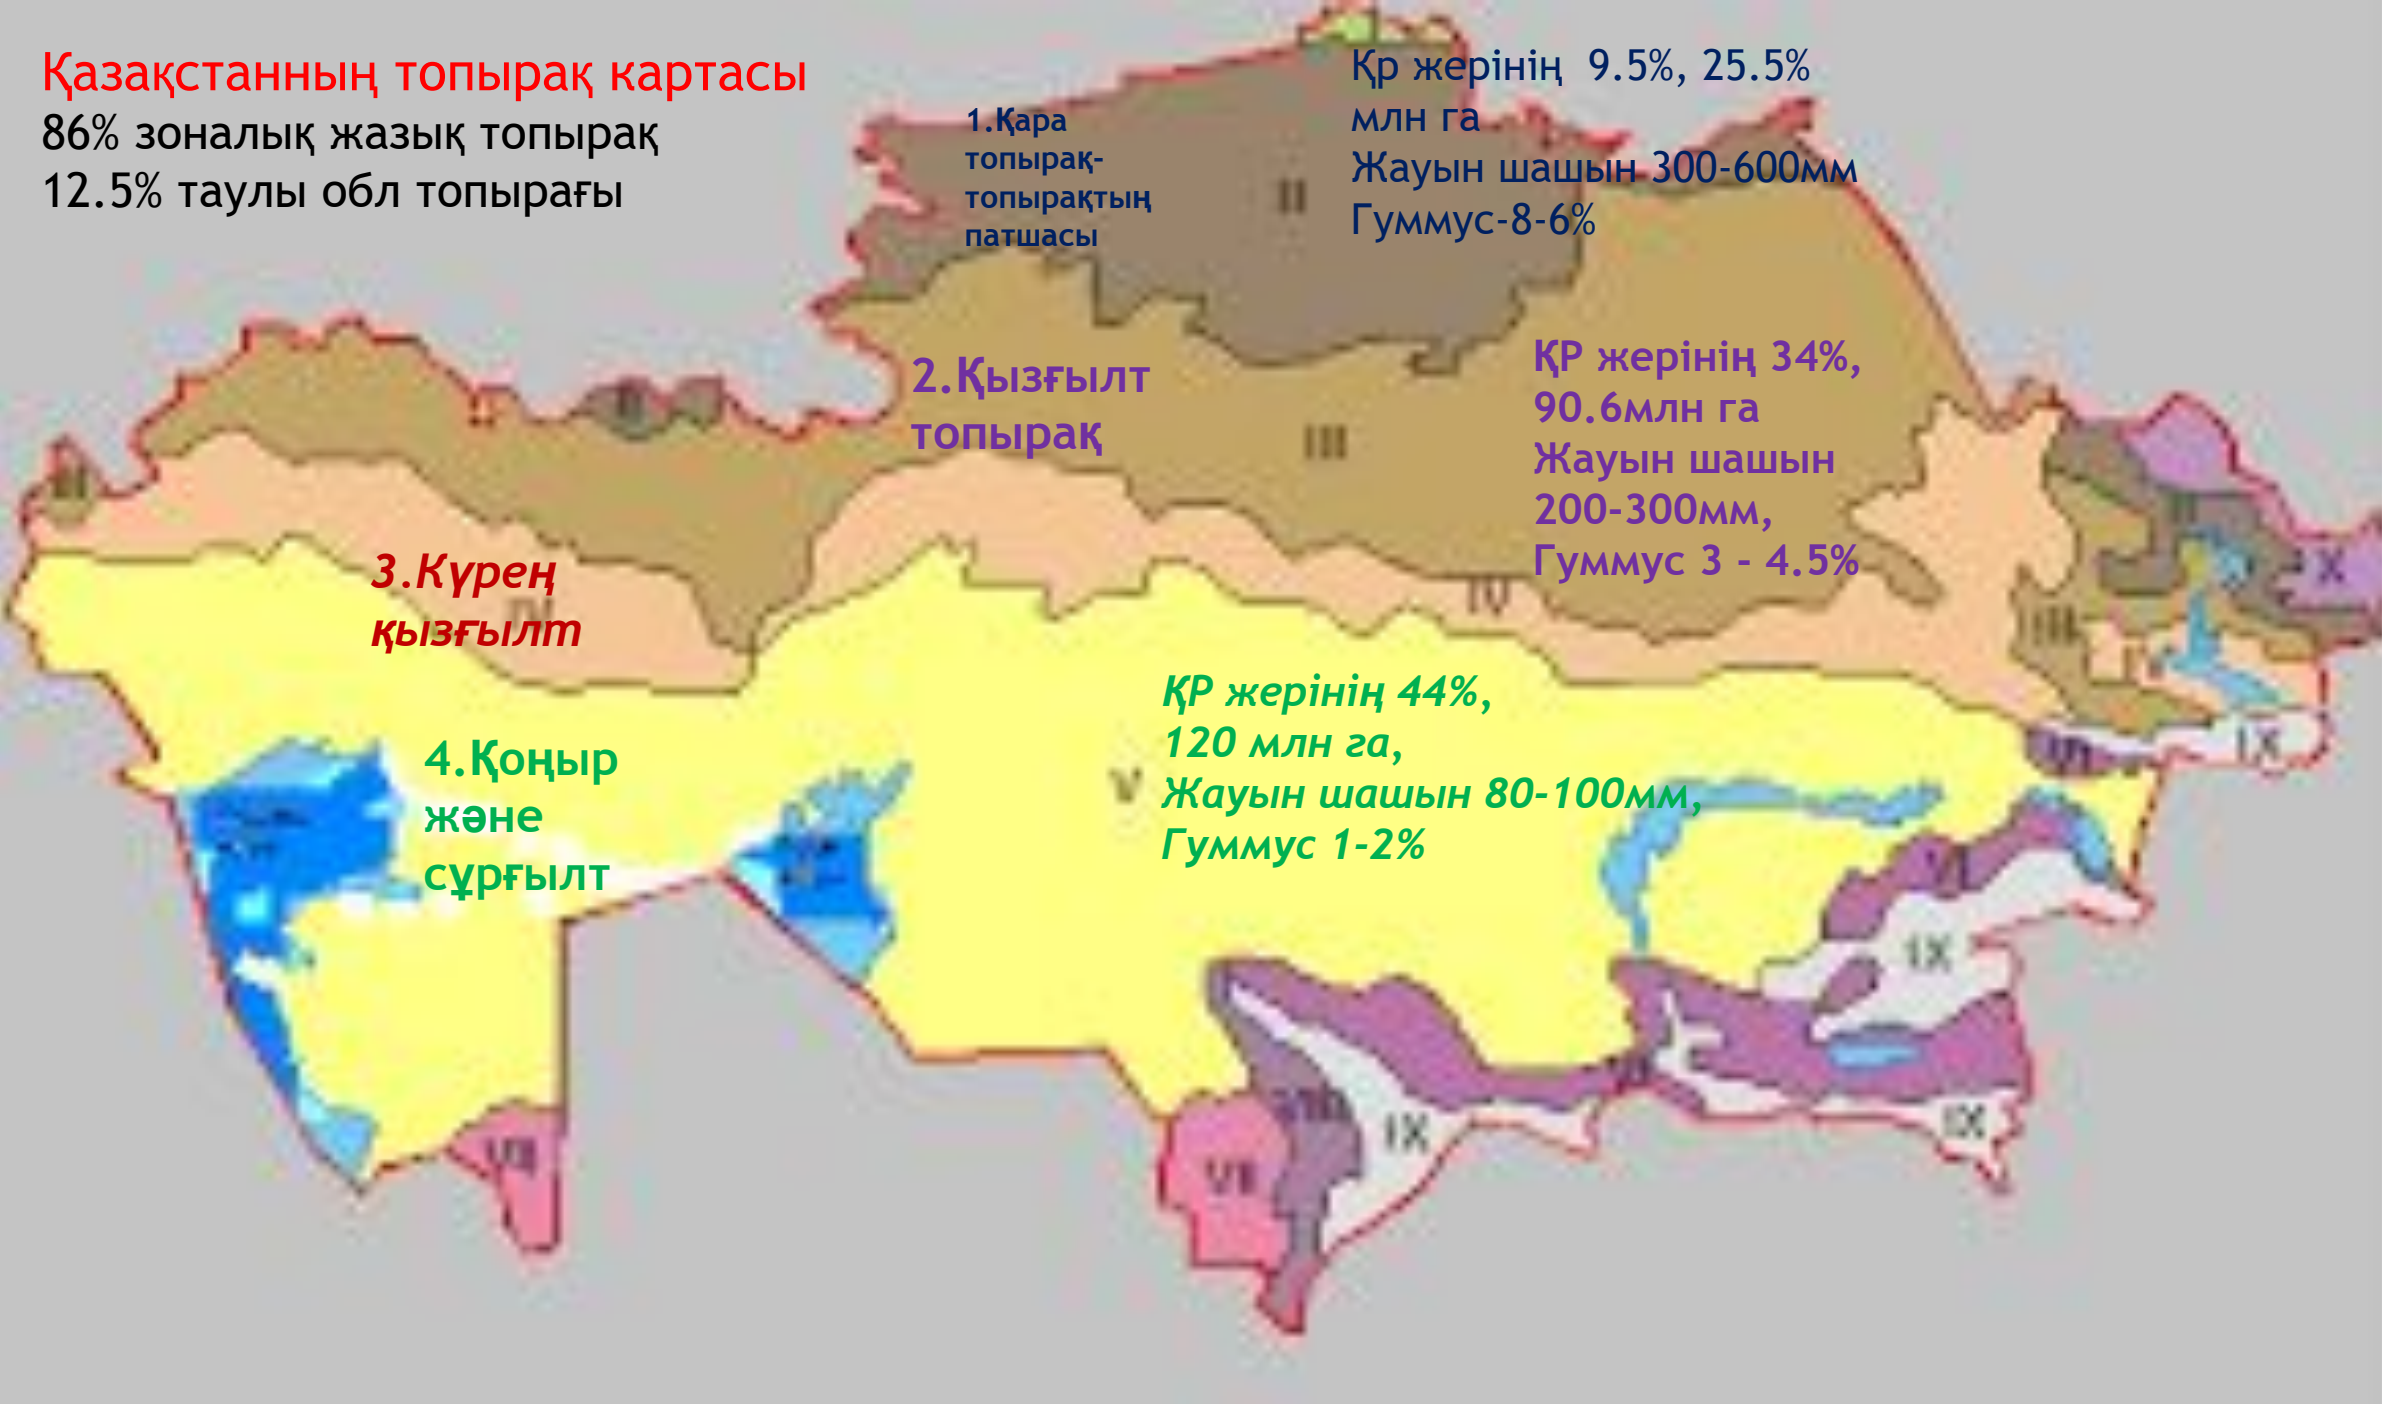 Қазақстанның топырақ картасы
86% зоналық жазық топырақ
12.5% таулы обл топырағы
1.Қара
топырақ-
топырақтың
патшасы
Қр жерінің  9.5%, 25.5%
млн га
Жауын шашын 300-600мм
Гуммус-8-6%
II
2.Қызғылт
топырақ
III
ҚР жерінің 34%,
90.6млн га
Жауын шашын
200-300мм,
Гуммус 3 - 4.5%
3.Күрең
қызғылт
IV
X
4.Қоңыр
және
сұрғылт
V
ҚР жерінің 44%,
120 млн га,
Жауын шашын 80-100мм,
Гуммус 1-2%
IX
VI
IX
VII
VII
VIII
IX
IX